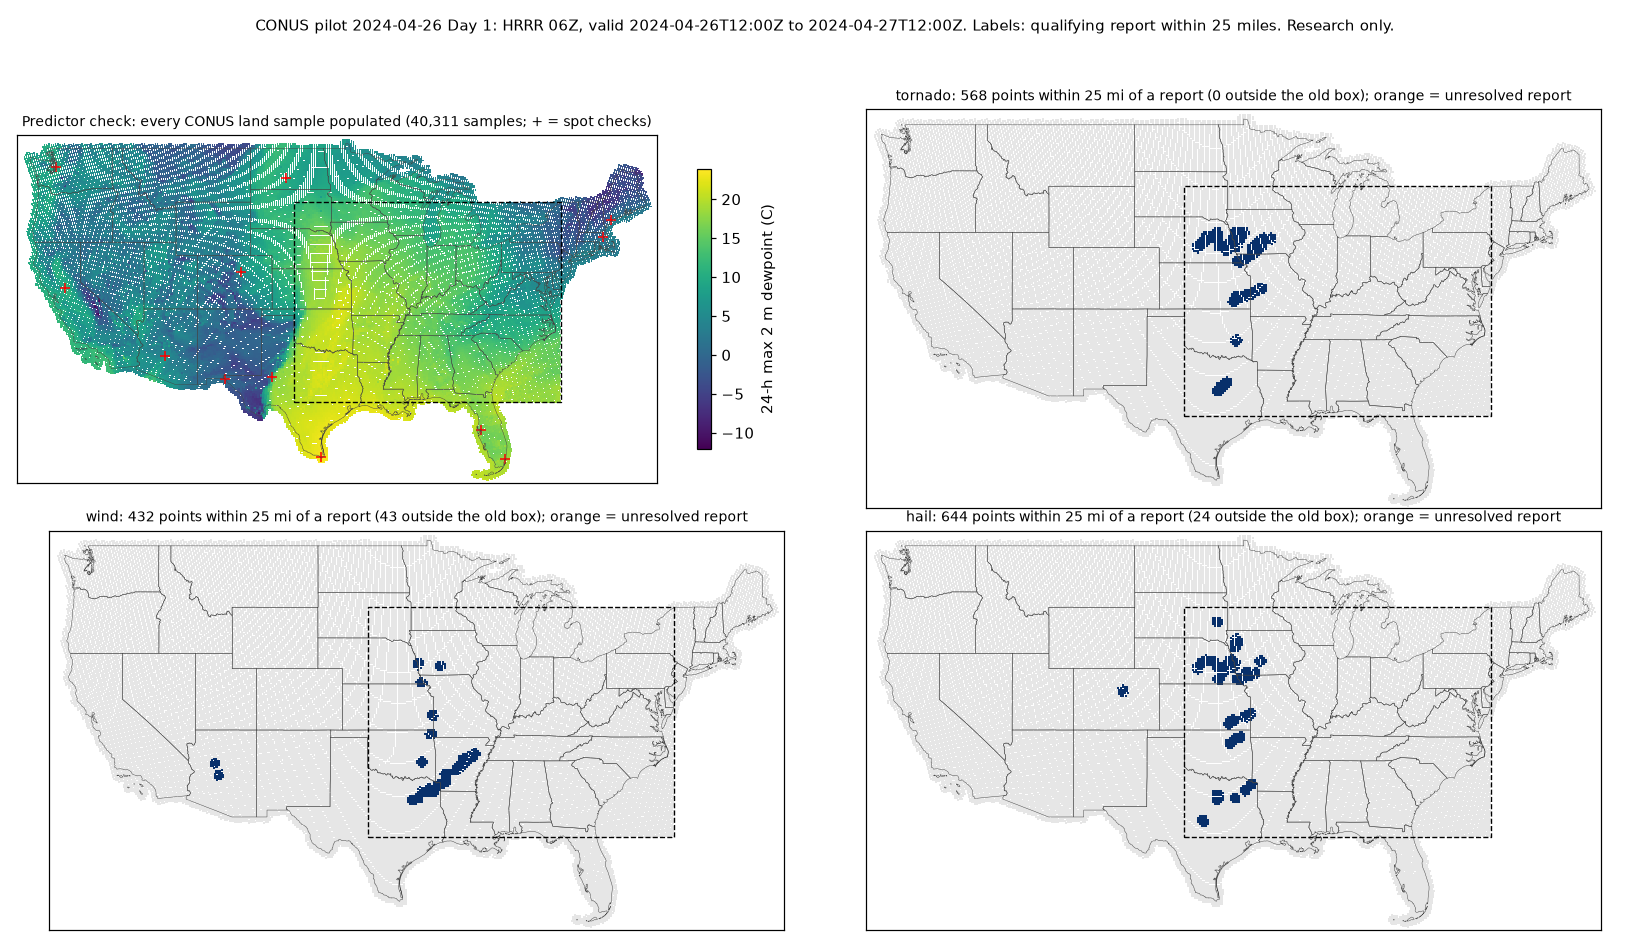 CONUS pilot 2024-04-26 Day 1: HRRR 06Z, valid 2024-04-26T12:00Z to 2024-04-27T12:00Z. Labels: qualifying report within 25 miles. Research only.
Predictor check: every CONUS land sample populated (40,311 samples; + = spot checks)
20
15
10
5
0
−5
−10
24-h max 2 m dewpoint (C)
tornado: 568 points within 25 mi of a report (0 outside the old box); orange = unresolved report
wind: 432 points within 25 mi of a report (43 outside the old box); orange = unresolved report
hail: 644 points within 25 mi of a report (24 outside the old box); orange = unresolved report